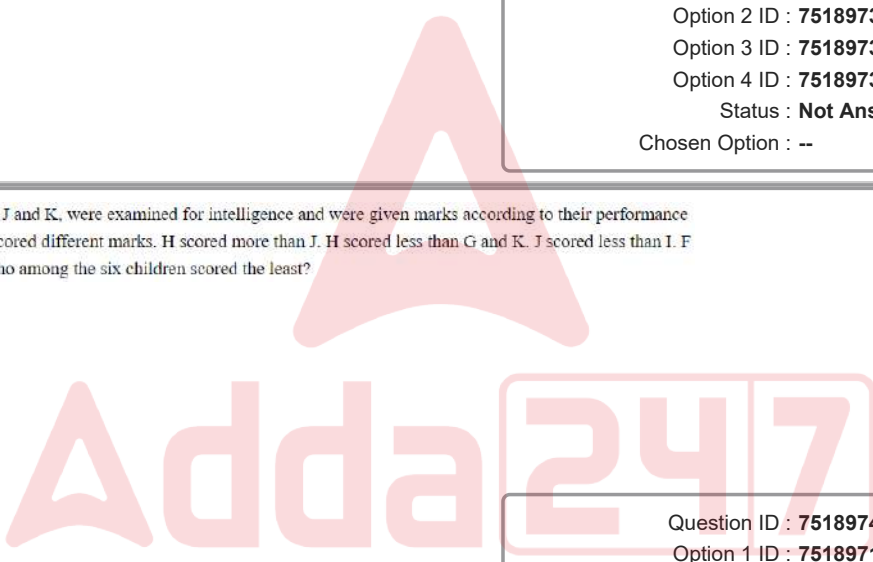 Option 2 ID : 7518973
Option 3 ID : 7518973
Option 4 ID : 7518973
Status : Not Ans
Chosen Option : --
J and K, were examined for intelligence and were given marks according to their performance
cored different marks. H scored more than J. H scored less than G and K. J scored less than I. F
o among the six children scored the least?
Adda247
Question ID : 7518974
Option 1 ID : 7518971